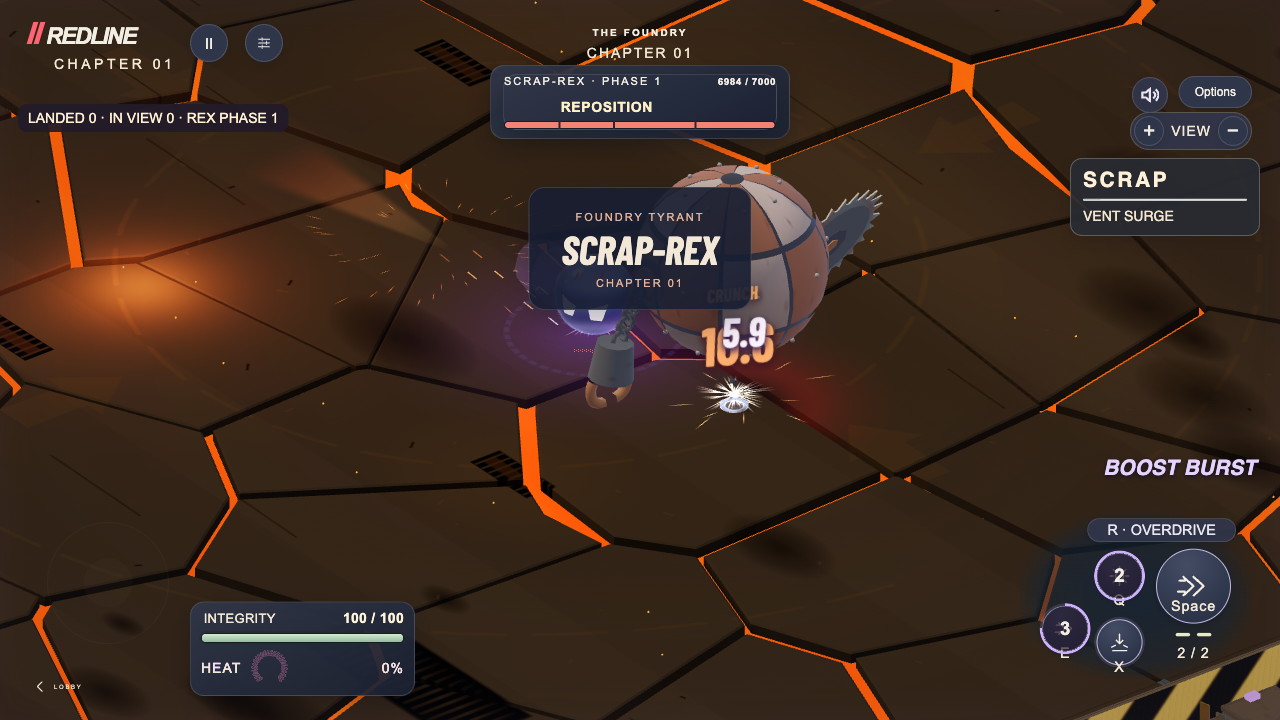 REDLINE
CHAPTER 01
THE FOUNDRY
CHAPTER 01
SCRAP-REX · PHASE 1
6984 / 7000
REPOSITION
LANDED 0 · IN VIEW 0 · REX PHASE 1
Options
+ VIEW −
SCRAP
VENT SURGE
FOUNDRY TYRANT
SCRAP-REX
CHAPTER 01
CRUNCH
5.9
BOOST BURST
R · OVERDRIVE
2
Q
Space
3
E
X
2 / 2
INTEGRITY
100 / 100
HEAT
0%
LOBBY